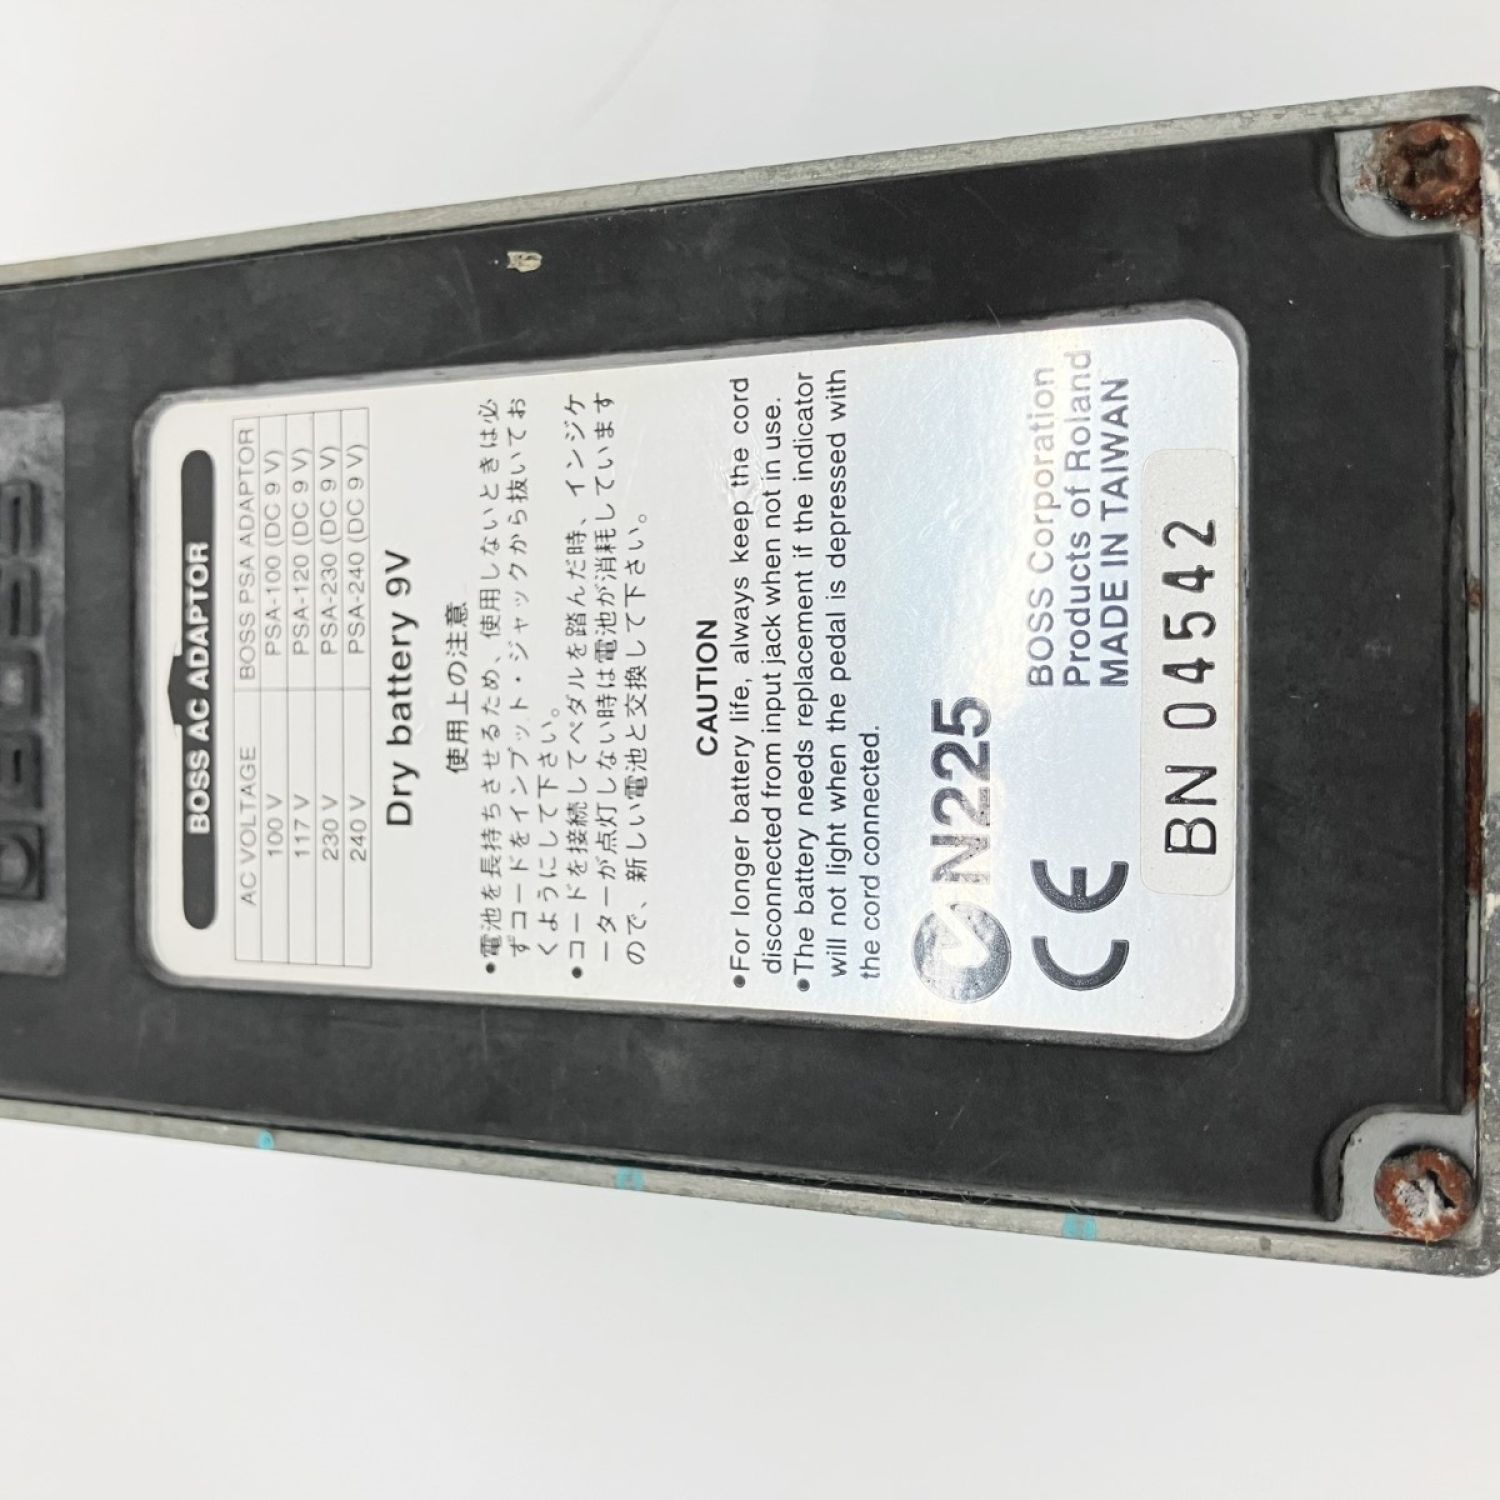 BOSS
BOSS AC ADAPTOR
AC VOLTAGE BOSS PSA ADAPTOR
100 V PSA-100 (DC 9 V)
117 V PSA-120 (DC 9 V)
230 V PSA-230 (DC 9 V)
240 V PSA-240 (DC 9 V)
Dry battery 9V
使用上の注意
•電池を長持ちさせるため、使用しないときは必
ずコードをインプット・ジャックから抜いてお
くようにして下さい。
•コードを接続してペダルを踏んだ時、インジケ
ーターが点灯しない時は電池が消耗しています
ので、新しい電池と交換して下さい。
CAUTION
•For longer battery life, always keep the cord
disconnected from input jack when not in use.
•The battery needs replacement if the indicator
will not light when the pedal is depressed with
the cord connected.
N225
CE
BOSS Corporation
Products of Roland
MADE IN TAIWAN
BN 04542